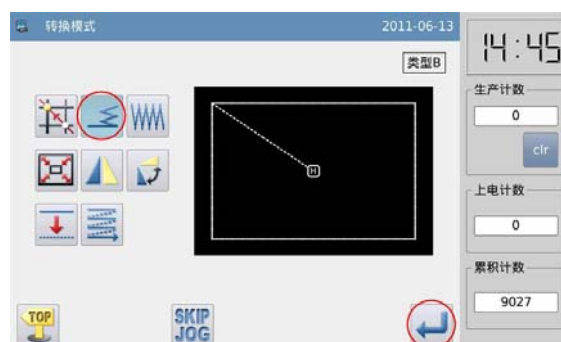 转换模式 2011-06-13
类型B
H
TOP
SKIP
JOG
14:45
生产计数
0
clr
上电计数
0
累积计数
9027